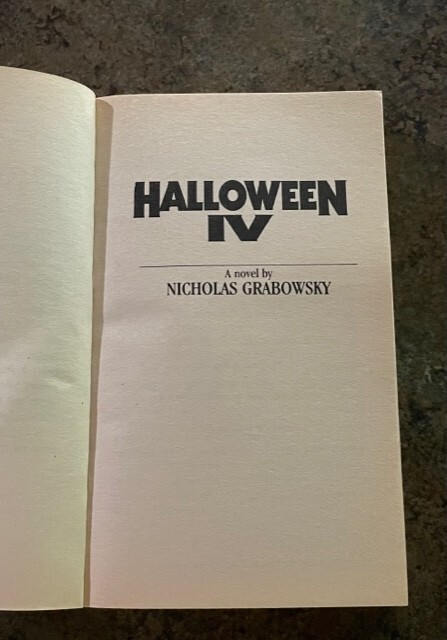 HALLOWEEN
IV
A novel by
NICHOLAS GRABOWSKY